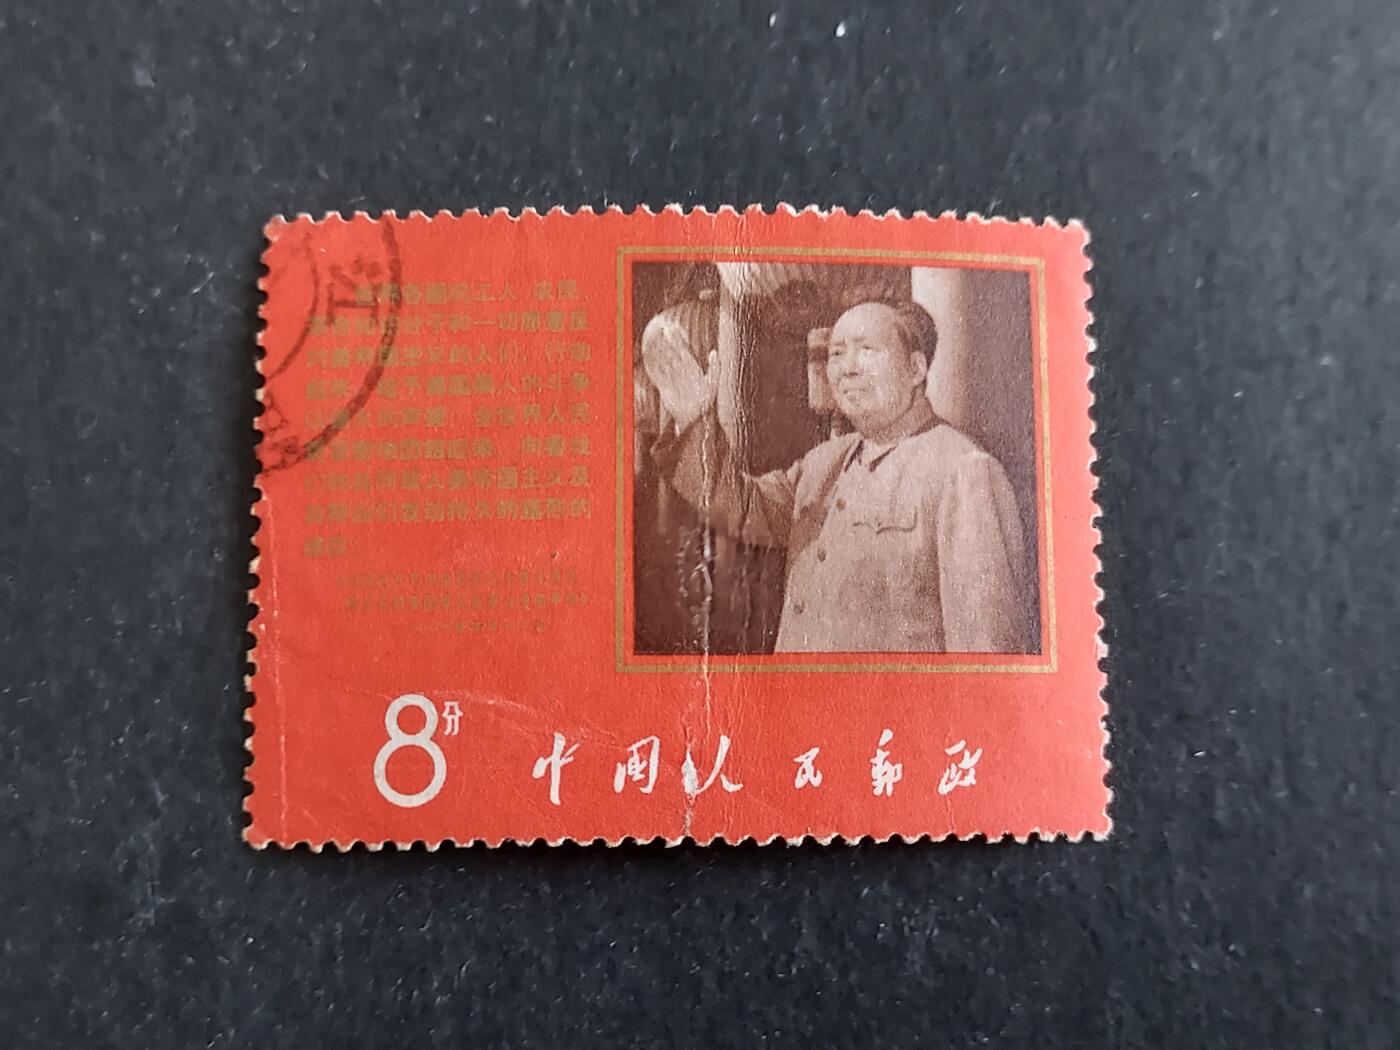 江
世界各国的工人、农民、
革命知识分子和一切愿意反
对美帝国主义的人们，行动
起来，给予美国黑人的斗争
以强大的声援！全世界人民
更紧密地团结起来，向着我
们的共同敌人美帝国主义及
其帮凶们发动持久的猛烈的
进攻！
8分
中国人民郵政